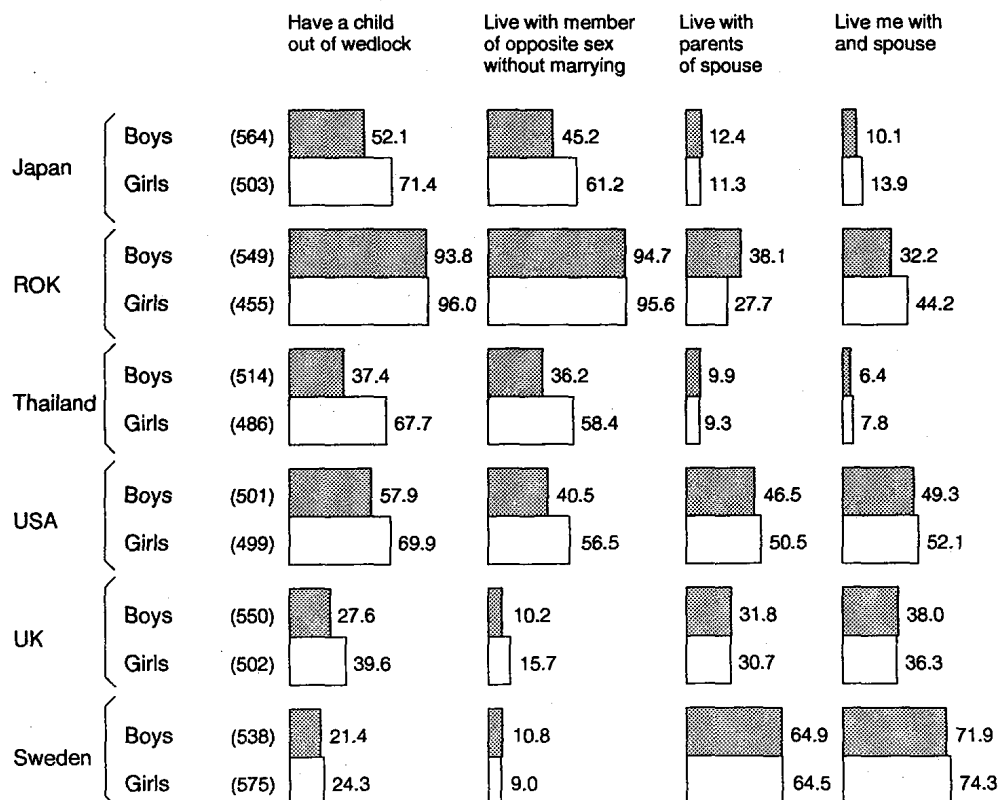 Have a child Live with member Live with Live me with
out of wedlock of opposite sex parents and spouse
without marrying of spouse
Boys (564) 52.1 45.2 12.4 10.1
Japan
Girls (503) 71.4 61.2 11.3 13.9
Boys (549) 93.8 94.7 38.1 32.2
ROK
Girls (455) 96.0 95.6 27.7 44.2
Boys (514) 37.4 36.2 9.9 6.4
Thailand
Girls (486) 67.7 58.4 9.3 7.8
Boys (501) 57.9 40.5 46.5 49.3
USA
Girls (499) 69.9 56.5 50.5 52.1
Boys (550) 27.6 10.2 31.8 38.0
UK
Girls (502) 39.6 15.7 30.7 36.3
Boys (538) 21.4 10.8 64.9 71.9
Sweden
Girls (575) 24.3 9.0 64.5 74.3